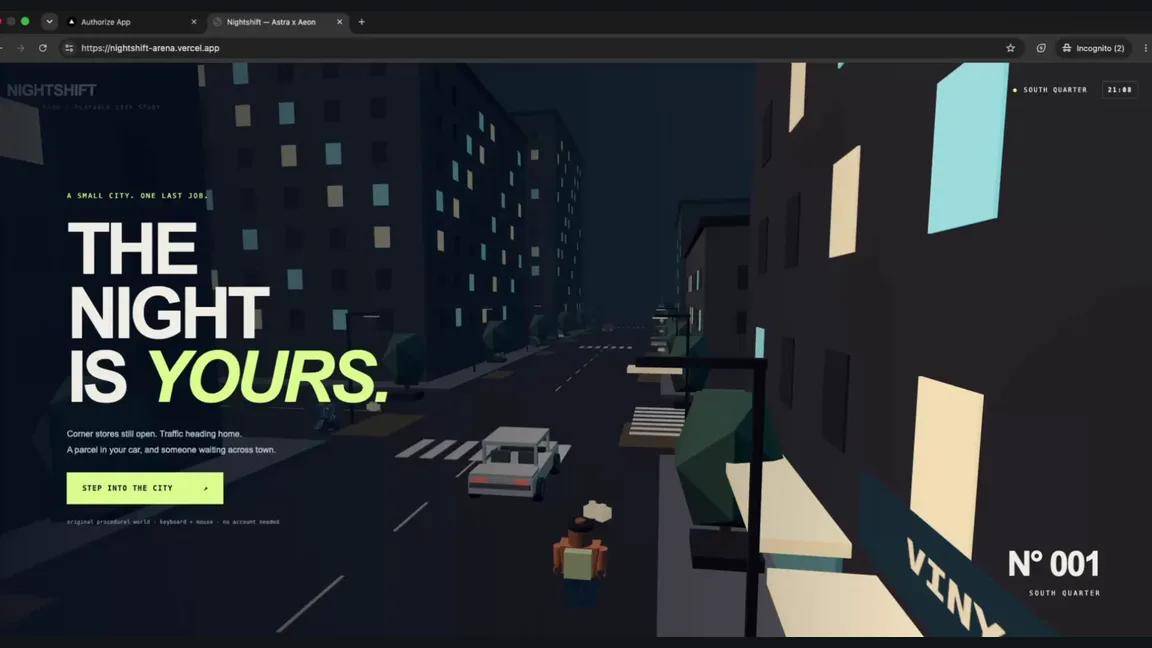 Authorize App
Nightshift — Astra x Aeon
https://nightshift-arena.vercel.app
Incognito (2)
NIGHTSHIFT
PLAYABLE CITY STUDY
SOUTH QUARTER
21:08
A SMALL CITY. ONE LAST JOB.
THE
NIGHT
IS YOURS.
Corner stores still open. Traffic heading home.
A parcel in your car, and someone waiting across town.
STEP INTO THE CITY ↗
original procedural world · keyboard + mouse · no account needed
VINY
N° 001
SOUTH QUARTER